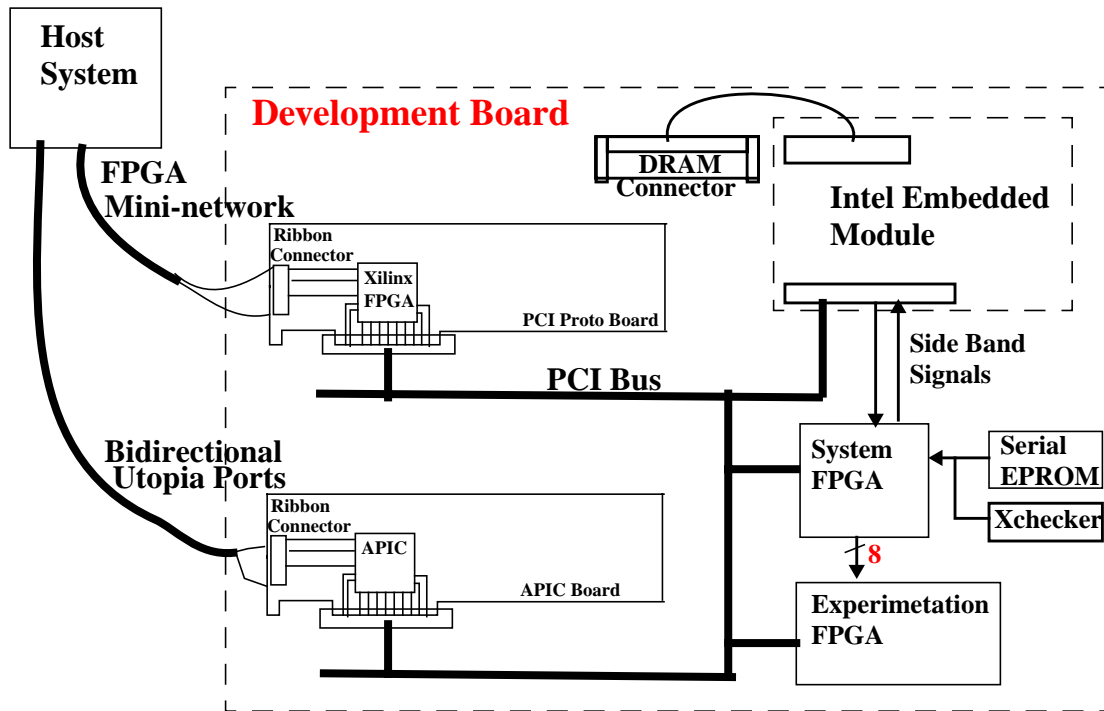 Host
System
Development Board
FPGA
Mini-network
DRAM
Connector
Intel Embedded
Module
Ribbon
Connector
Xilinx
FPGA
PCI Proto Board
Side Band
Signals
PCI Bus
Bidirectional
Utopia Ports
System
FPGA
Serial
EPROM
Xchecker
8
Ribbon
Connector
APIC
APIC Board
Experimetation
FPGA